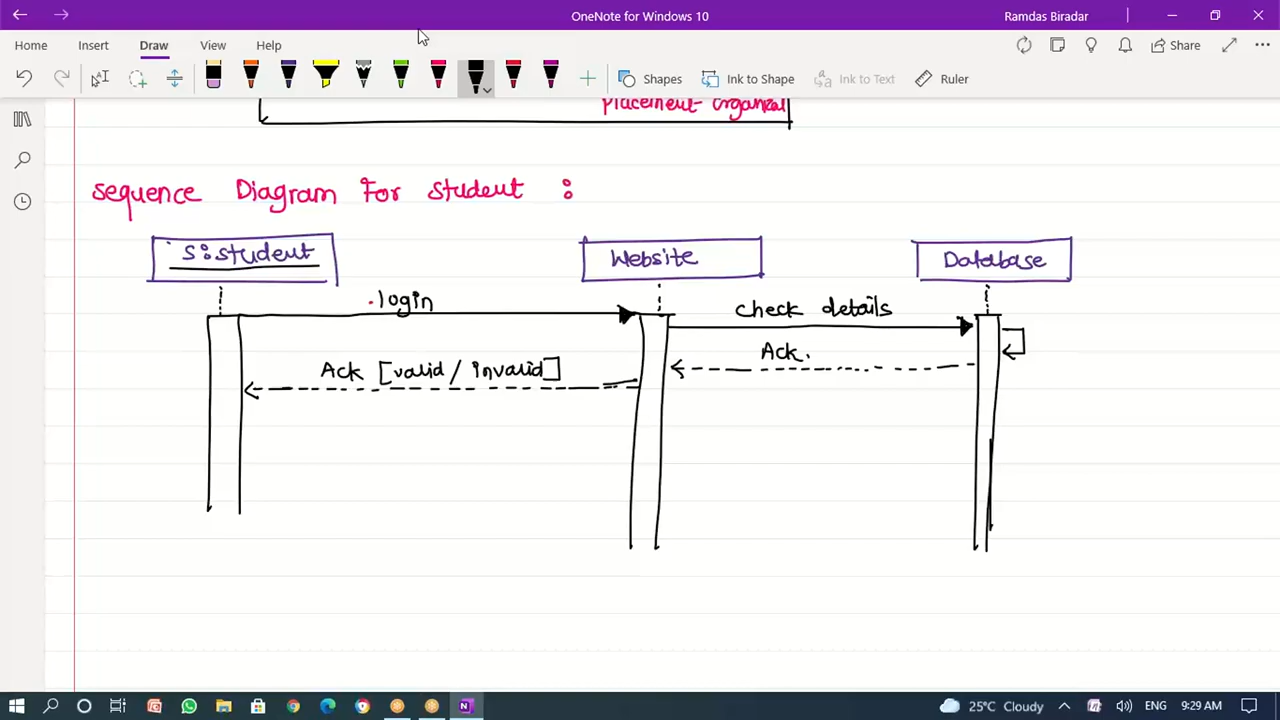 OneNote for Windows 10
Ramdas Biradar
Home Insert Draw View Help
Share
Shapes
Ink to Shape
Ink to Text
Ruler
Placement-organizai
Sequence Diagram For student :
S:student
Website
Database
.login
check details
Ack [valid / invalid]
Ack.
25°C Cloudy
ENG
9:29 AM